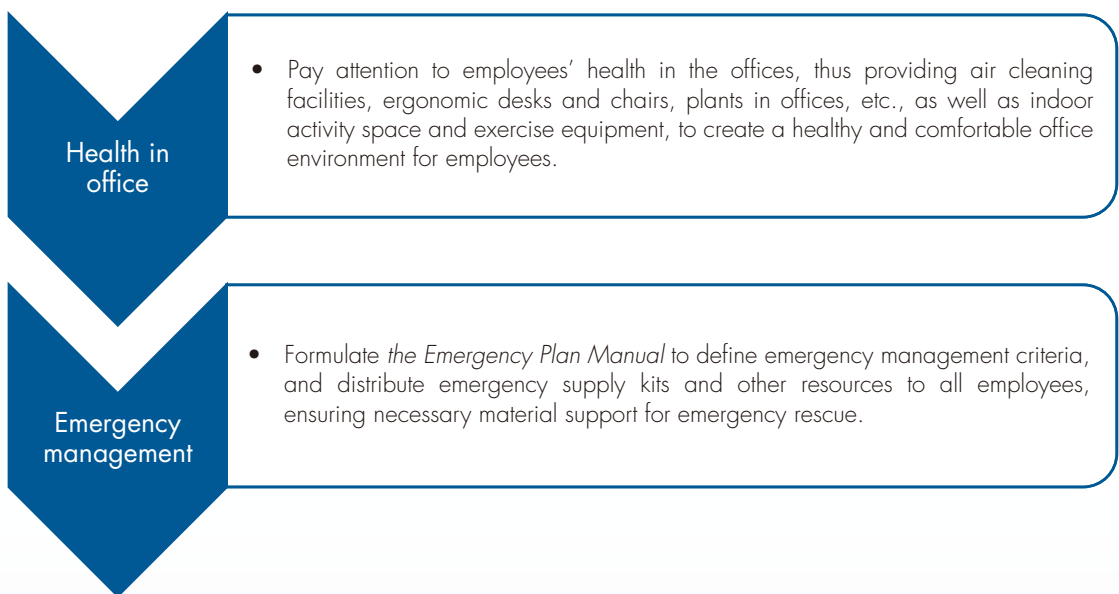 Health in
office
• Pay attention to employees’ health in the offices, thus providing air cleaning
facilities, ergonomic desks and chairs, plants in offices, etc., as well as indoor
activity space and exercise equipment, to create a healthy and comfortable office
environment for employees.
Emergency
management
• Formulate the Emergency Plan Manual to define emergency management criteria,
and distribute emergency supply kits and other resources to all employees,
ensuring necessary material support for emergency rescue.